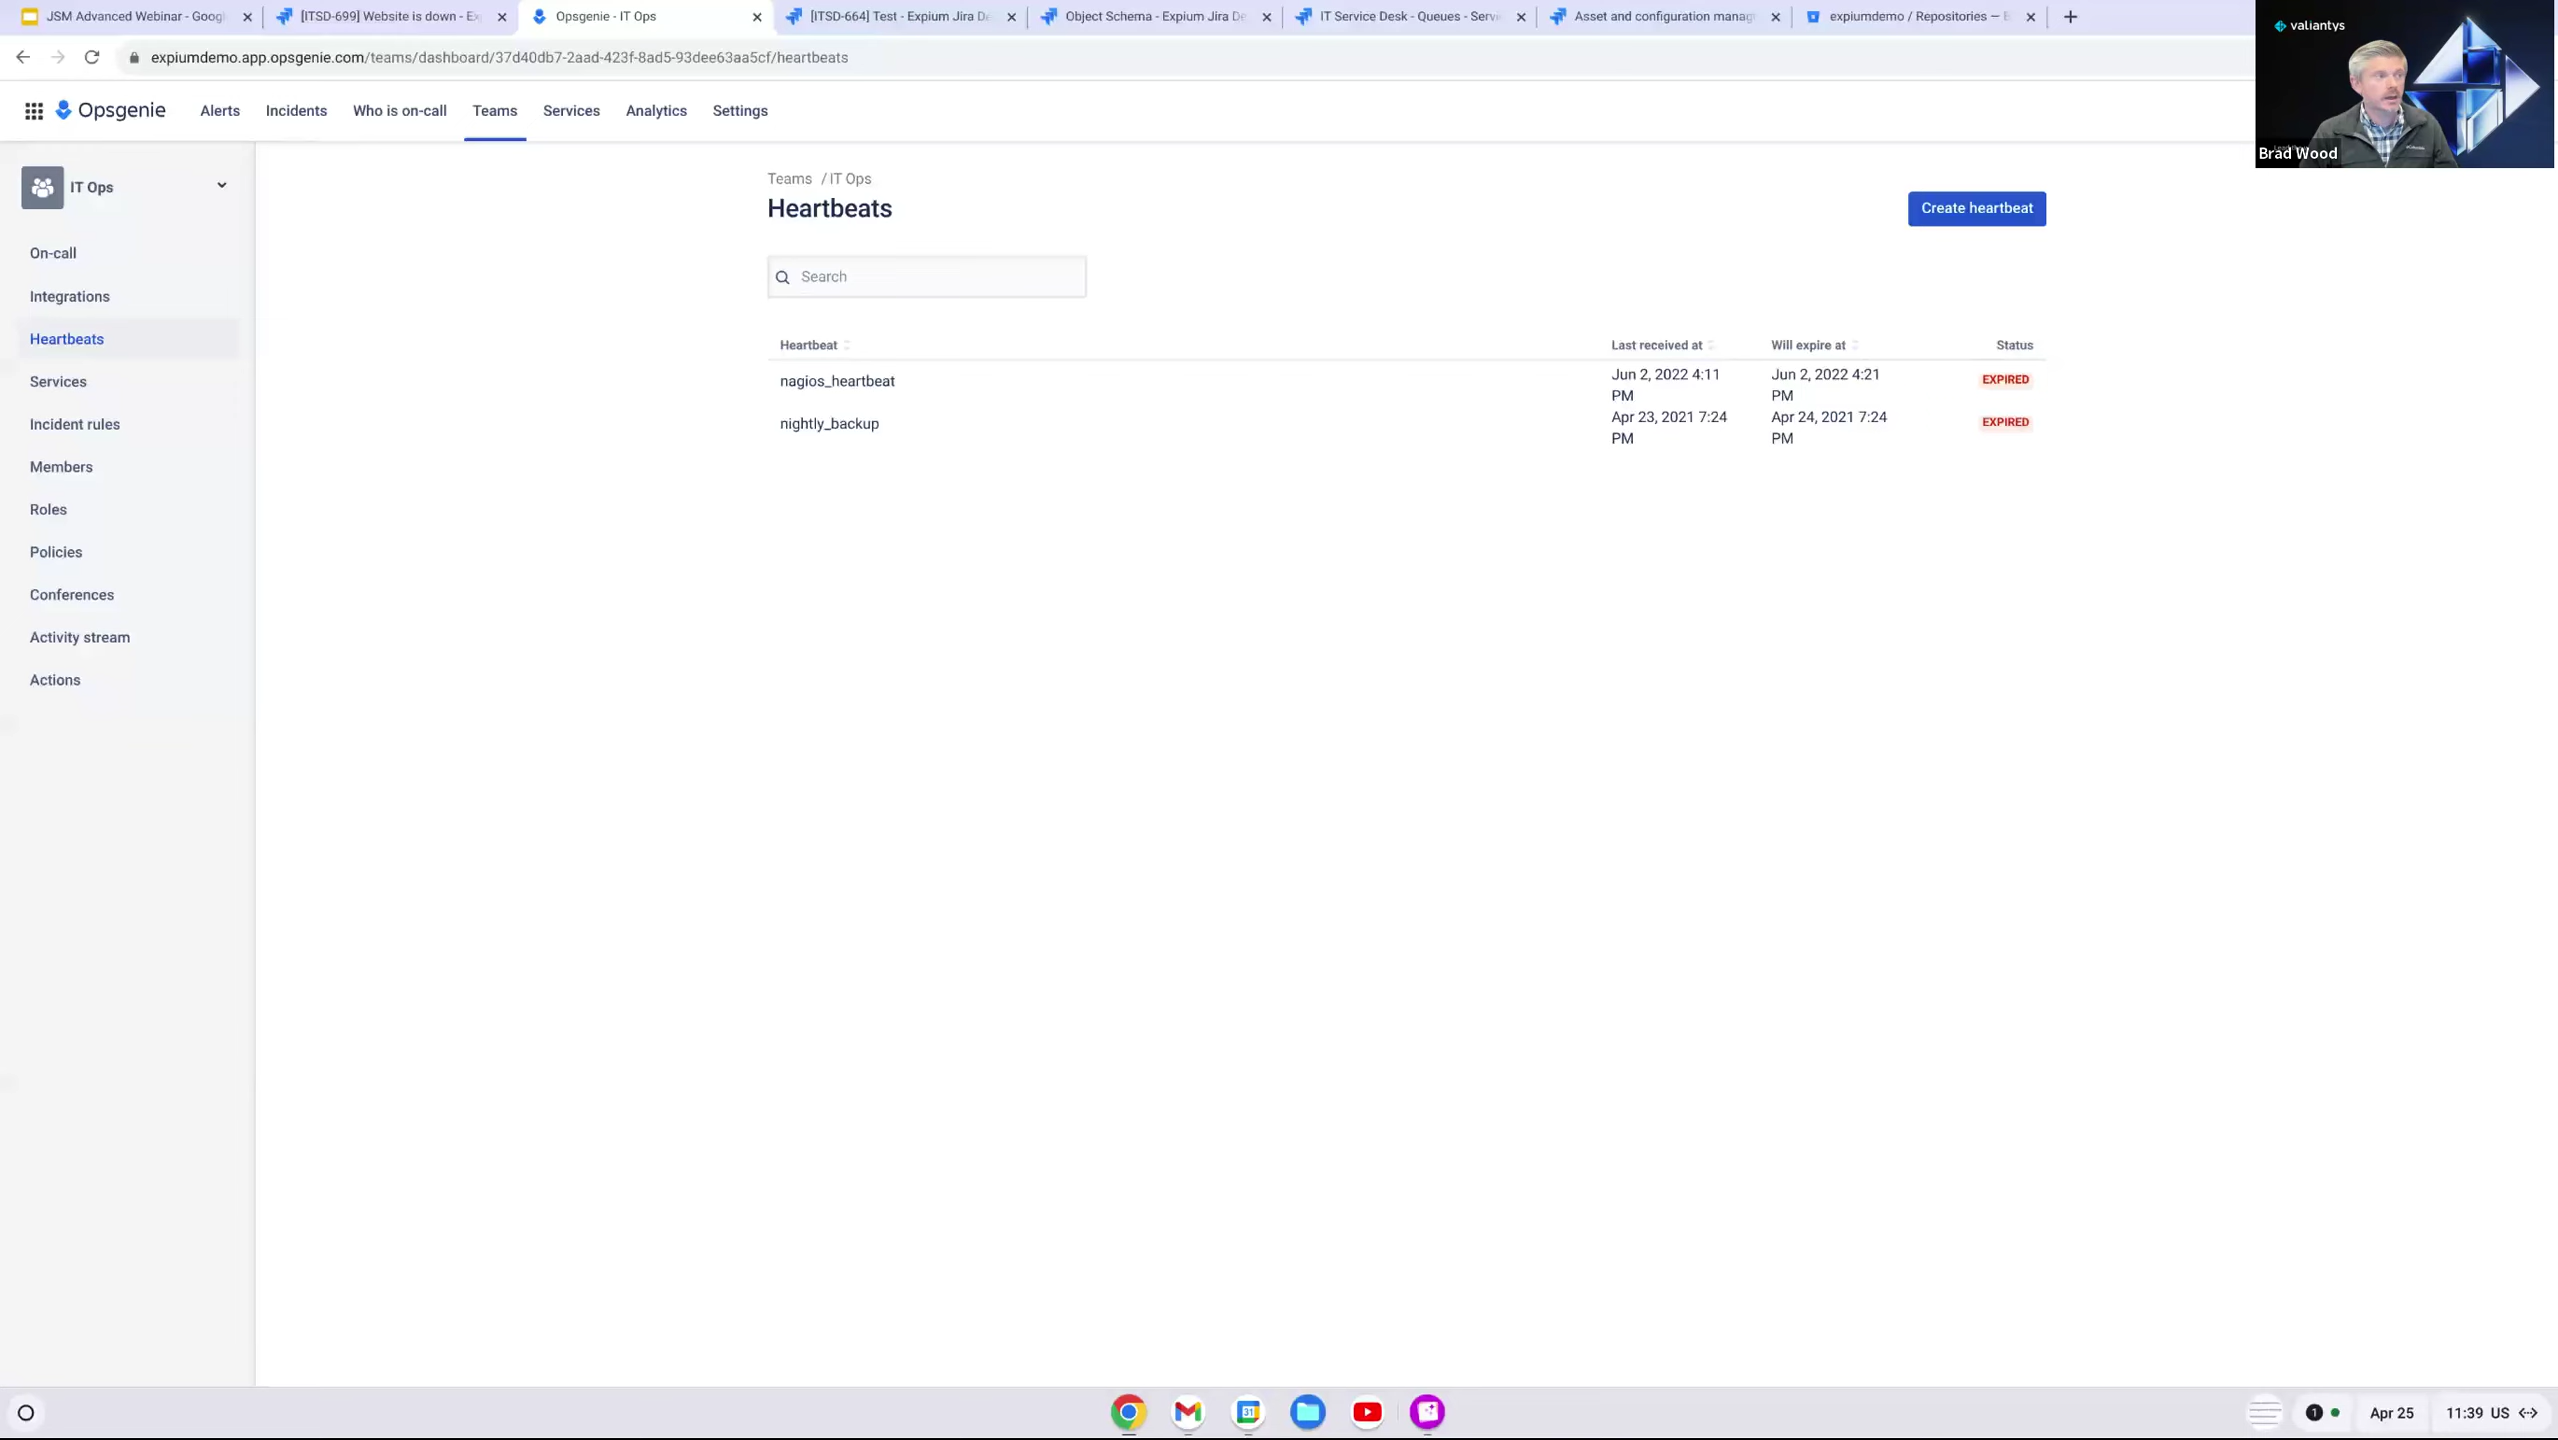 JSM Advanced Webinar - Googl
[ITSD-699] Website is down - Ex
Opsgenie - IT Ops
[ITSD-664] Test - Expium Jira De
Object Schema - Expium Jira De
IT Service Desk - Queues - Servi
Asset and configuration manag
expiumdemo / Repositories — B
expiumdemo.app.opsgenie.com/teams/dashboard/37d40db7-2aad-423f-8ad5-93dee63aa5cf/heartbeats
valiantys
Brad Wood
Opsgenie
Alerts
Incidents
Who is on-call
Teams
Services
Analytics
Settings
IT Ops
On-call
Integrations
Heartbeats
Services
Incident rules
Members
Roles
Policies
Conferences
Activity stream
Actions
Teams / IT Ops
Heartbeats
Create heartbeat
Search
Heartbeat Last received at Will expire at Status
nagios_heartbeat Jun 2, 2022 4:11 PM Jun 2, 2022 4:21 PM EXPIRED
nightly_backup Apr 23, 2021 7:24 PM Apr 24, 2021 7:24 PM EXPIRED
31
1
Apr 25
11:39 US